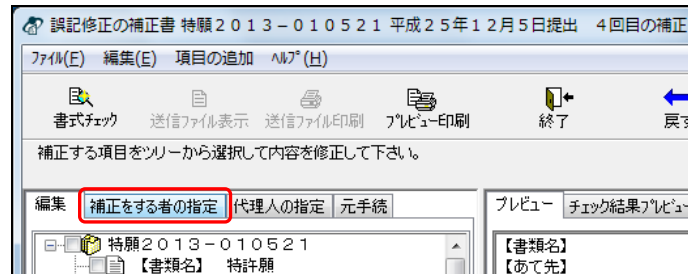 誤記修正の補正書 特願２０１３－０１０５２１ 平成２５年１２月５日提出　４回目の補正
ﾌｧｲﾙ(F)　編集(E)　項目の追加　ﾍﾙﾌﾟ(H)
書式ﾁｪｯｸ　送信ﾌｧｲﾙ表示　送信ﾌｧｲﾙ印刷　ﾌﾟﾚﾋﾞｭｰ印刷　終了　戻す
補正する項目をツリーから選択して内容を修正して下さい。
編集　補正をする者の指定　代理人の指定　元手続　プレビュー　ﾁｪｯｸ結果ﾌﾟﾚﾋﾞｭｰ
特願２０１３－０１０５２１　【書類名】
【書類名】　特許願　【あて先】